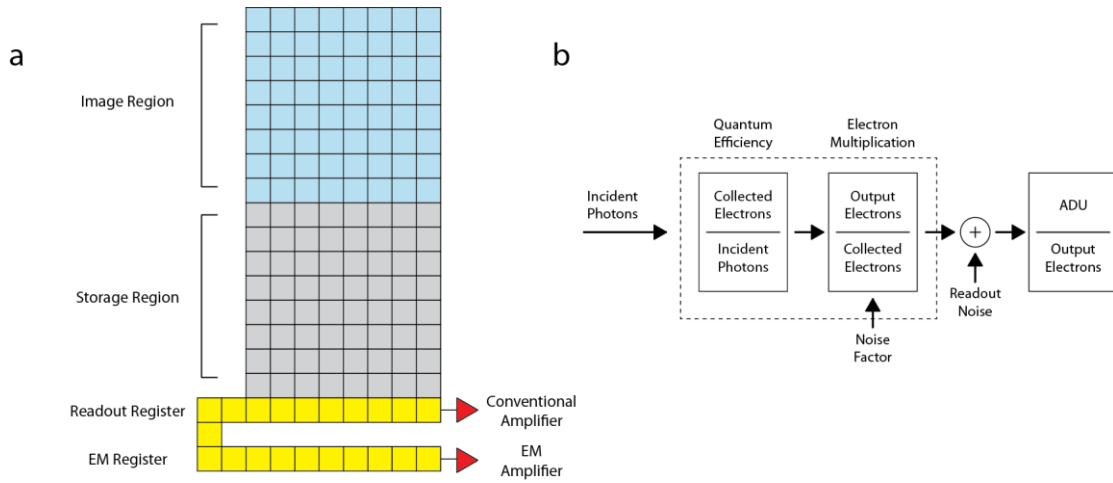 a
Image Region
Storage Region
Readout Register
Conventional
Amplifier
EM Register
EM
Amplifier
b
Quantum
Efficiency
Electron
Multiplication
Incident
Photons
Collected
Electrons
Incident
Photons
Output
Electrons
Collected
Electrons
+
ADU
Output
Electrons
Readout
Noise
Noise
Factor